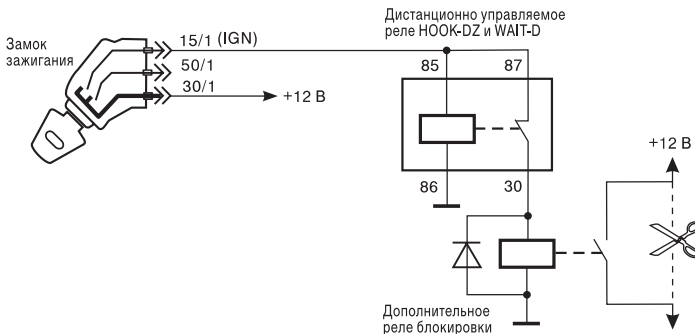 Дистанционно управляемое
реле HOOK-DZ и WAIT-D
Замок
зажигания
15/1 (IGN)
50/1
30/1
+12 В
85
87
86
30
+12 В
Дополнительное
реле блокировки